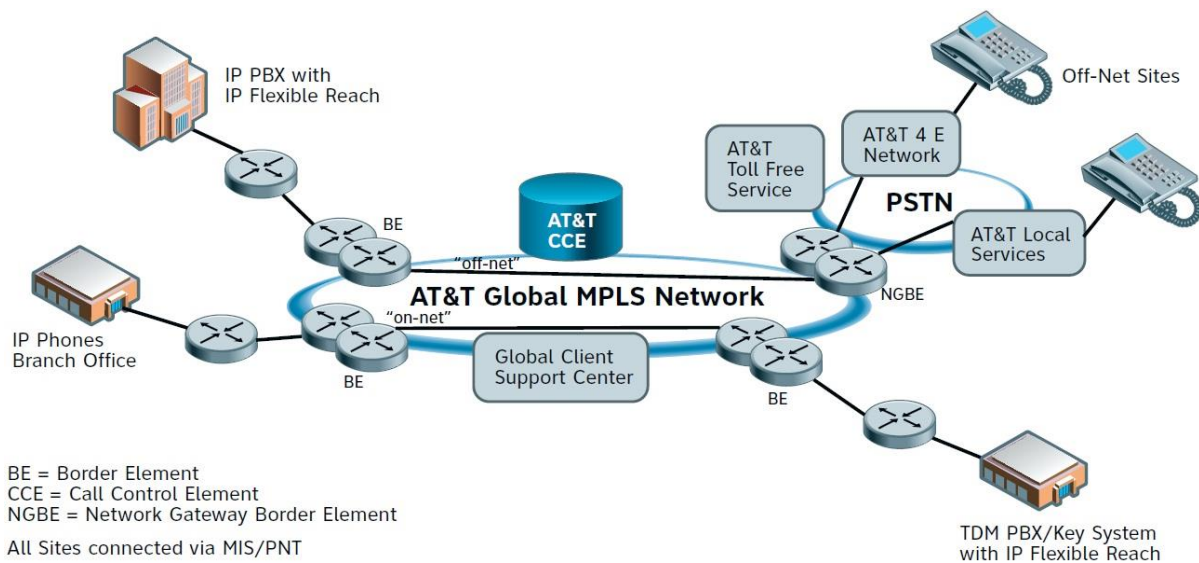 IP PBX with
IP Flexible Reach
Off-Net Sites
AT&T
Toll Free
Service
AT&T 4 E
Network
PSTN
AT&T Local
Services
BE
AT&T
CCE
“off-net”
NGBE
AT&T Global MPLS Network
“on-net”
IP Phones
Branch Office
Global Client
Support Center
BE
BE
BE = Border Element
CCE = Call Control Element
NGBE = Network Gateway Border Element
All Sites connected via MIS/PNT
TDM PBX/Key System
with IP Flexible Reach